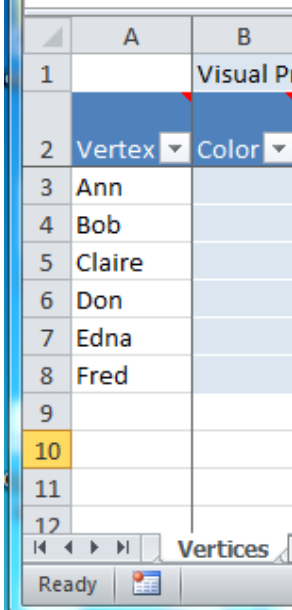 A B
1 Visual P
2 Vertex Color
3 Ann
4 Bob
5 Claire
6 Don
7 Edna
8 Fred
9
10
11
12
Vertices
Ready